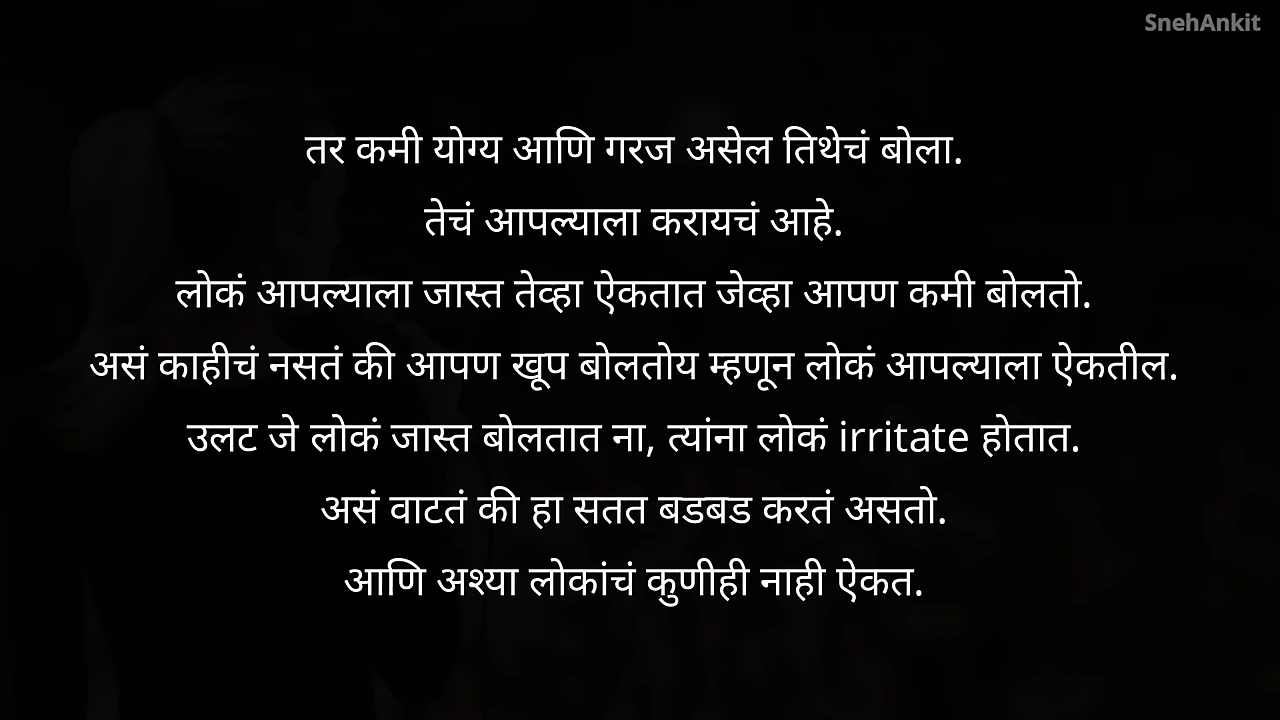 SnehAnkit
तर कमी योग्य आणि गरज असेल तिथेचं बोला.
तेचं आपल्याला करायचं आहे.
लोकं आपल्याला जास्त तेव्हा ऐकतात जेव्हा आपण कमी बोलतो.
असं काहीचं नसतं की आपण खूप बोलतोय म्हणून लोकं आपल्याला ऐकतील.
उलट जे लोकं जास्त बोलतात ना, त्यांना लोकं irritate होतात.
असं वाटतं की हा सतत बडबड करतं असतो.
आणि अश्या लोकांचं कुणीही नाही ऐकत.